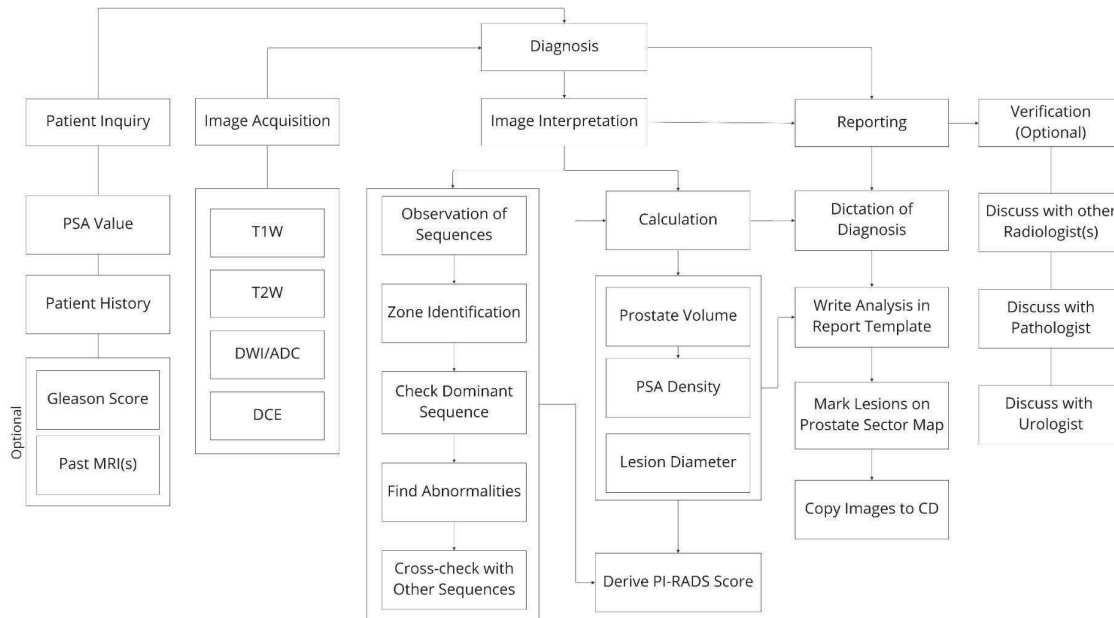 Diagnosis
Patient Inquiry
Image Acquisition
Image Interpretation
Reporting
Verification
(Optional)
PSA Value
Patient History
Optional
Gleason Score
Past MRI(s)
T1W
T2W
DWI/ADC
DCE
Observation of
Sequences
Zone Identification
Check Dominant
Sequence
Find Abnormalities
Cross-check with
Other Sequences
Calculation
Prostate Volume
PSA Density
Lesion Diameter
Derive PI-RADS Score
Dictation of
Diagnosis
Write Analysis in
Report Template
Mark Lesions on
Prostate Sector Map
Copy Images to CD
Discuss with other
Radiologist(s)
Discuss with
Pathologist
Discuss with
Urologist